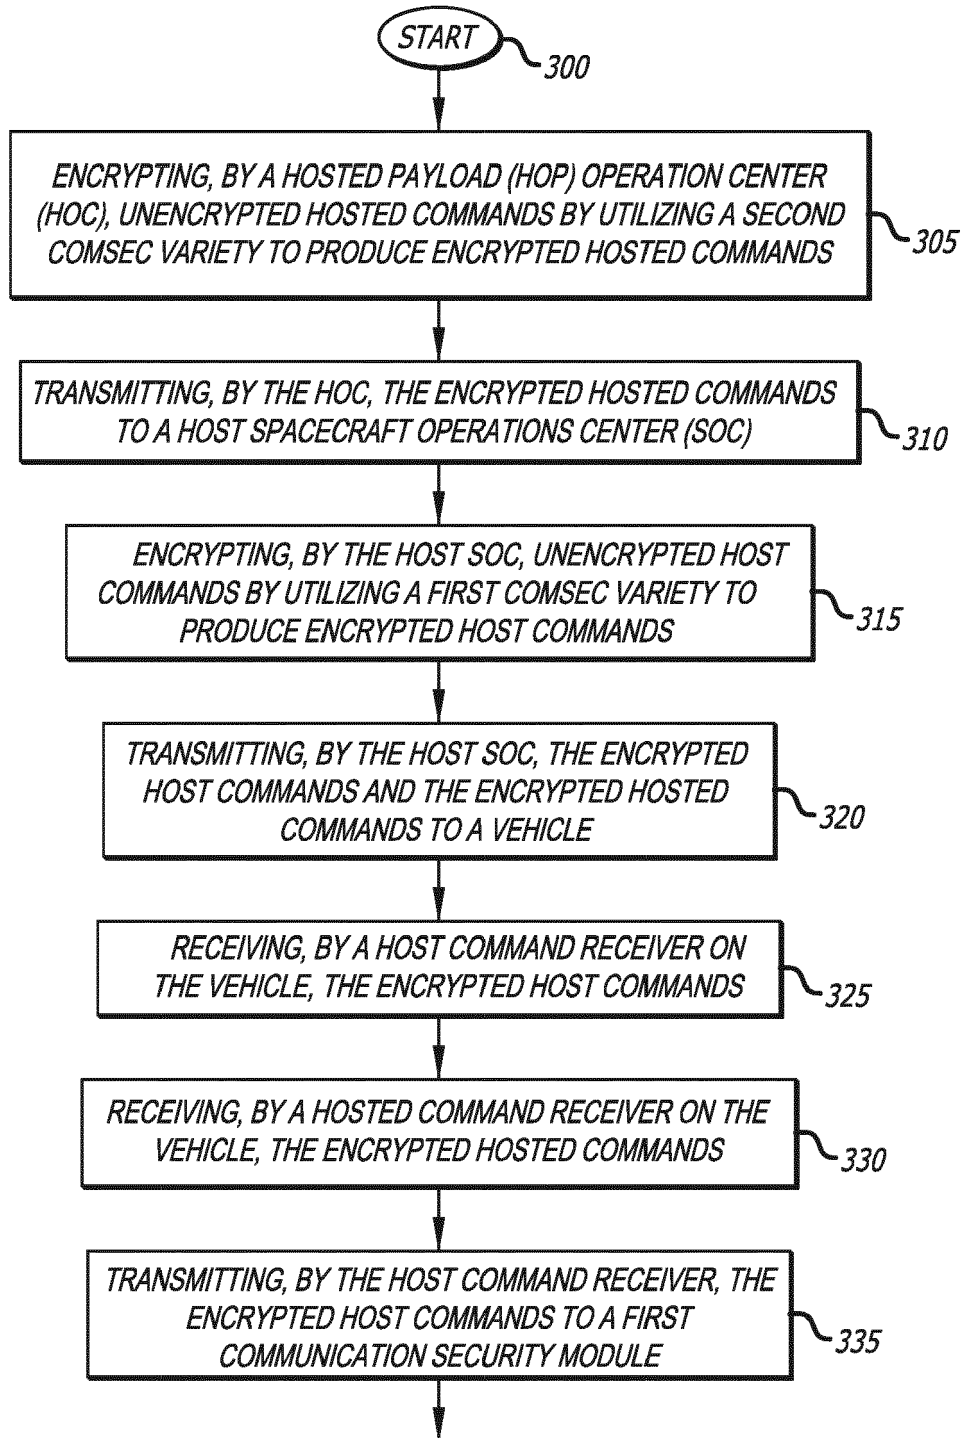 START
300
ENCRYPTING, BY A HOSTED PAYLOAD (HOP) OPERATION CENTER
(HOC), UNENCRYPTED HOSTED COMMANDS BY UTILIZING A SECOND
COMSEC VARIETY TO PRODUCE ENCRYPTED HOSTED COMMANDS
305
TRANSMITTING, BY THE HOC, THE ENCRYPTED HOSTED COMMANDS
TO A HOST SPACECRAFT OPERATIONS CENTER (SOC)
310
ENCRYPTING, BY THE HOST SOC, UNENCRYPTED HOST
COMMANDS BY UTILIZING A FIRST COMSEC VARIETY TO
PRODUCE ENCRYPTED HOST COMMANDS
315
TRANSMITTING, BY THE HOST SOC, THE ENCRYPTED
HOST COMMANDS AND THE ENCRYPTED HOSTED
COMMANDS TO A VEHICLE
320
RECEIVING, BY A HOST COMMAND RECEIVER ON
THE VEHICLE, THE ENCRYPTED HOST COMMANDS
325
RECEIVING, BY A HOSTED COMMAND RECEIVER ON THE
VEHICLE, THE ENCRYPTED HOSTED COMMANDS
330
TRANSMITTING, BY THE HOST COMMAND RECEIVER, THE
ENCRYPTED HOST COMMANDS TO A FIRST
COMMUNICATION SECURITY MODULE
335